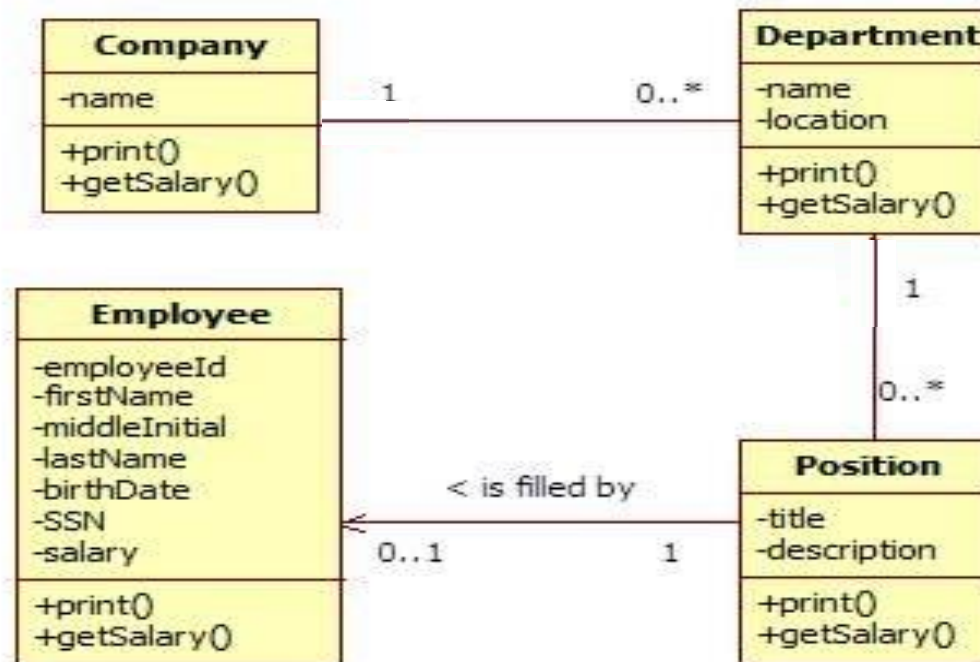 Company
-name
+print()
+getSalary()
1
0..*
Department
-name
-location
+print()
+getSalary()
1
0..*
Employee
-employeeId
-firstName
-middleInitial
-lastName
-birthDate
-SSN
-salary
+print()
+getSalary()
< is filled by
0..1
1
Position
-title
-description
+print()
+getSalary()